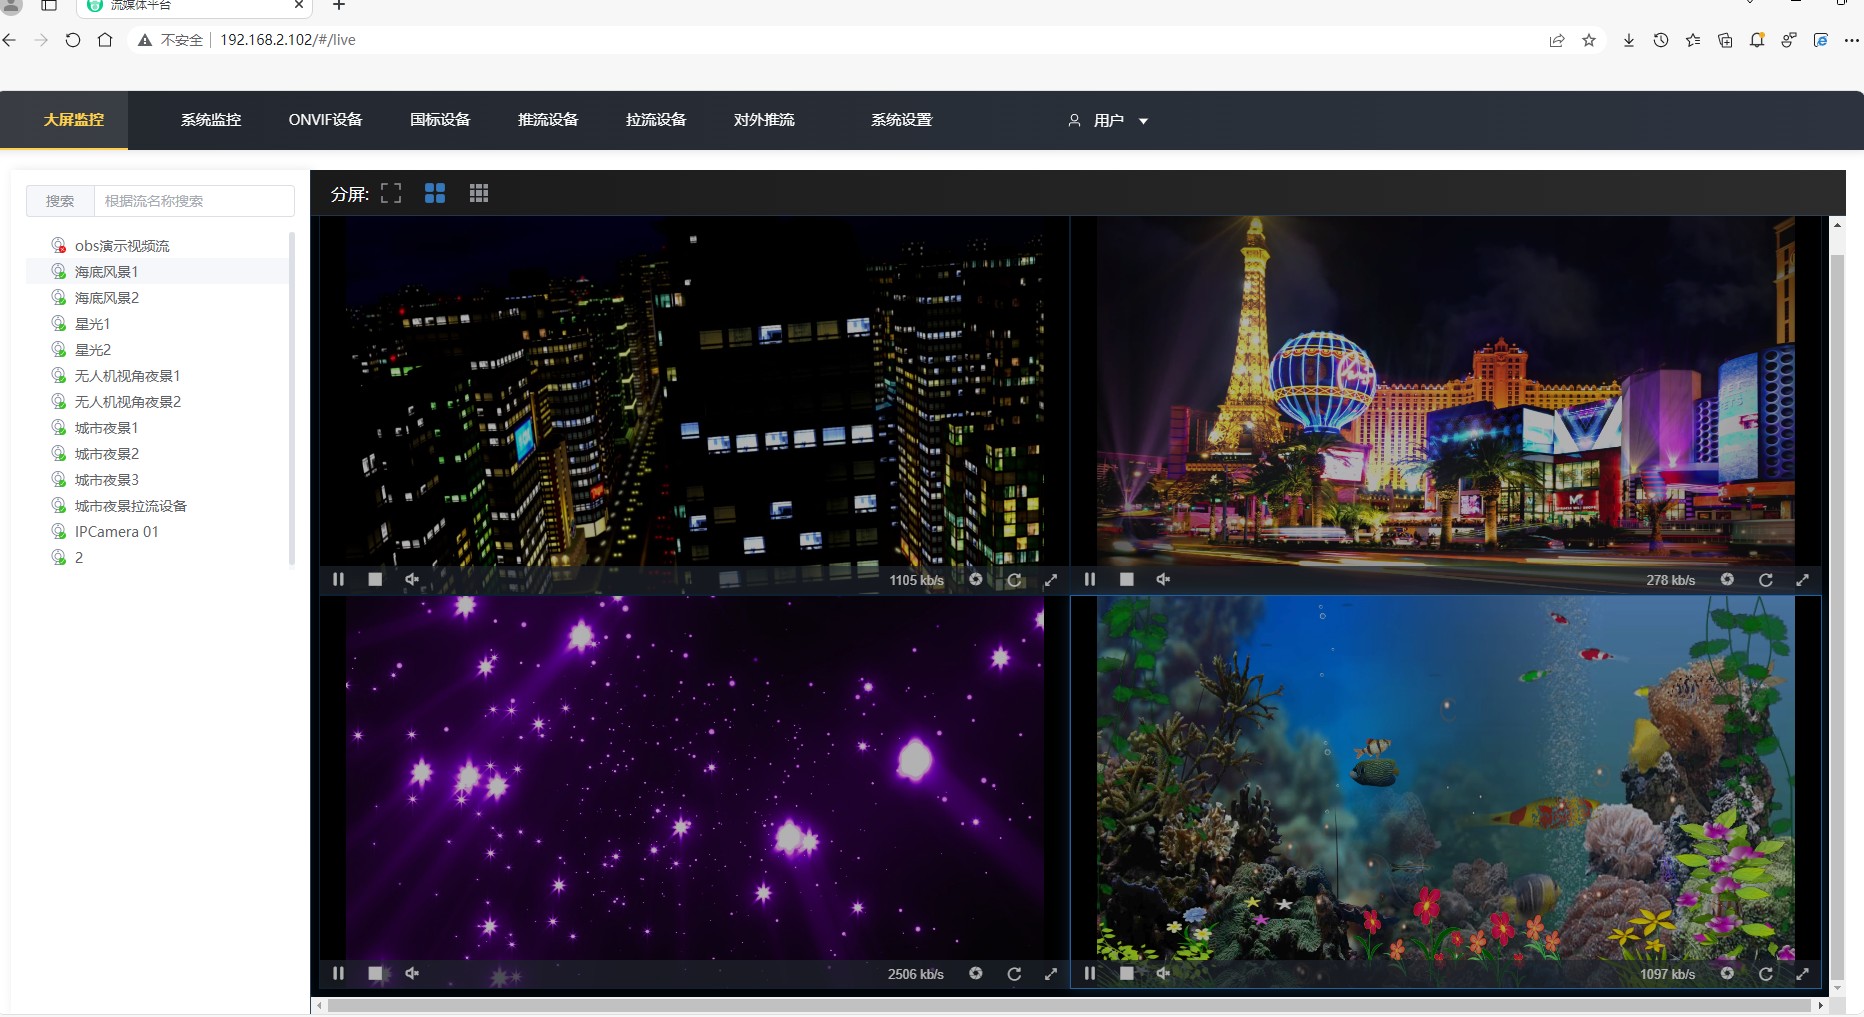 流媒体平台
不安全 192.168.2.102/#/live
大屏监控 系统监控 ONVIF设备 国标设备 推流设备 拉流设备 对外推流 系统设置 用户
搜索 根据流名称搜索
分屏:
obs演示视频流
海底风景1
海底风景2
星光1
星光2
无人机视角夜景1
无人机视角夜景2
城市夜景1
城市夜景2
城市夜景3
城市夜景拉流设备
IPCamera 01
2
1105 kb/s
278 kb/s
2506 kb/s
1097 kb/s